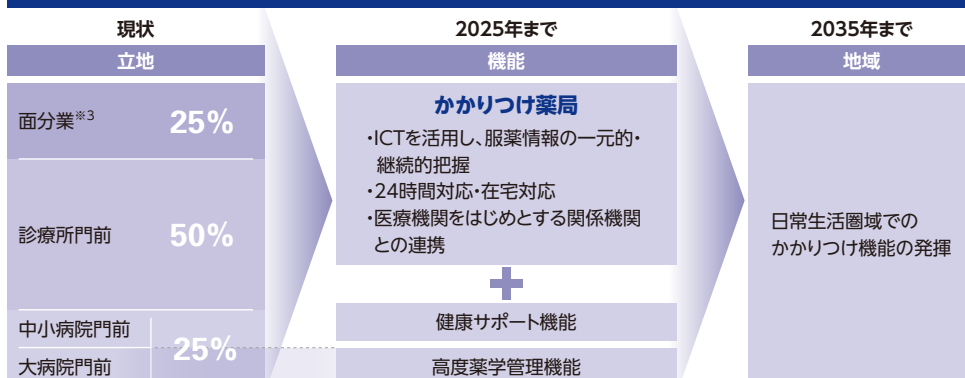 現状
立地
面分業※3 25%
診療所門前 50%
中小病院門前
大病院門前
25%
2025年まで
機能
かかりつけ薬局
・ICTを活用し、服薬情報の一元的・
継続的把握
・24時間対応・在宅対応
・医療機関をはじめとする関係機関
との連携
+
健康サポート機能
高度薬学管理機能
2035年まで
地域
日常生活圏域での
かかりつけ機能の発揮